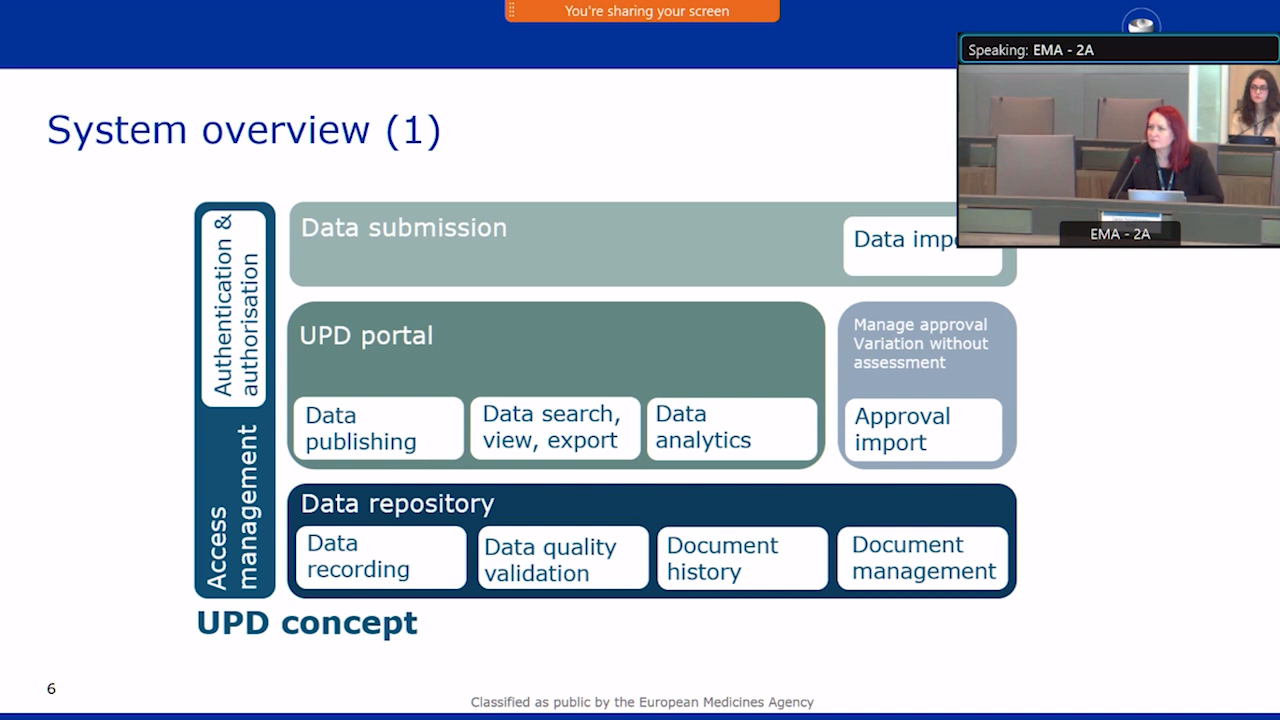 You're sharing your screen
Speaking: EMA - 2A
EMA - 2A
System overview (1)
Authentication &
authorisation
Access
management
Data submission
Data
UPD portal
Data
publishing
Data search,
view, export
Data
analytics
Manage approval
Variation without
assessment
Approval
import
Data repository
Data
recording
Data quality
validation
Document
history
Document
management
UPD concept
6
Classified as public by the European Medicines Agency